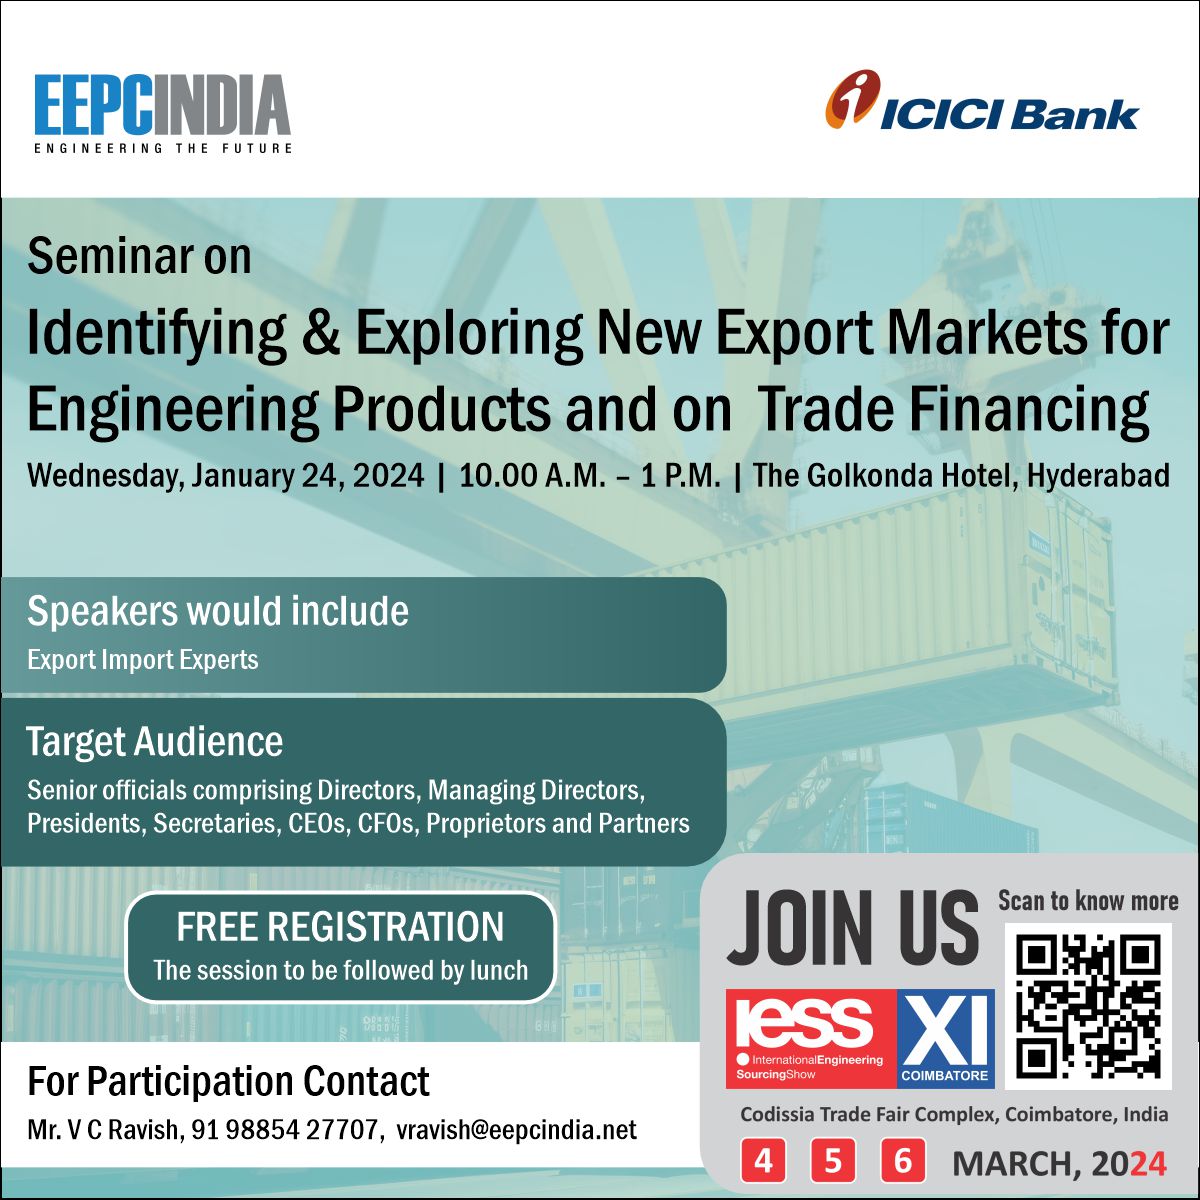 EEPCINDIA
ENGINEERING THE FUTURE
ICICI Bank
Seminar on
Identifying & Exploring New Export Markets for
Engineering Products and on Trade Financing
Wednesday, January 24, 2024 | 10.00 A.M. – 1 P.M. | The Golkonda Hotel, Hyderabad
Speakers would include
Export Import Experts
Target Audience
Senior officials comprising Directors, Managing Directors,
Presidents, Secretaries, CEOs, CFOs, Proprietors and Partners
FREE REGISTRATION
The session to be followed by lunch
For Participation Contact
Mr. V C Ravish, 91 98854 27707, vravish@eepcindia.net
JOIN US
Scan to know more
IESS
InternationalEngineering
SourcingShow
XI
COIMBATORE
Codissia Trade Fair Complex, Coimbatore, India
4 5 6 MARCH, 2024